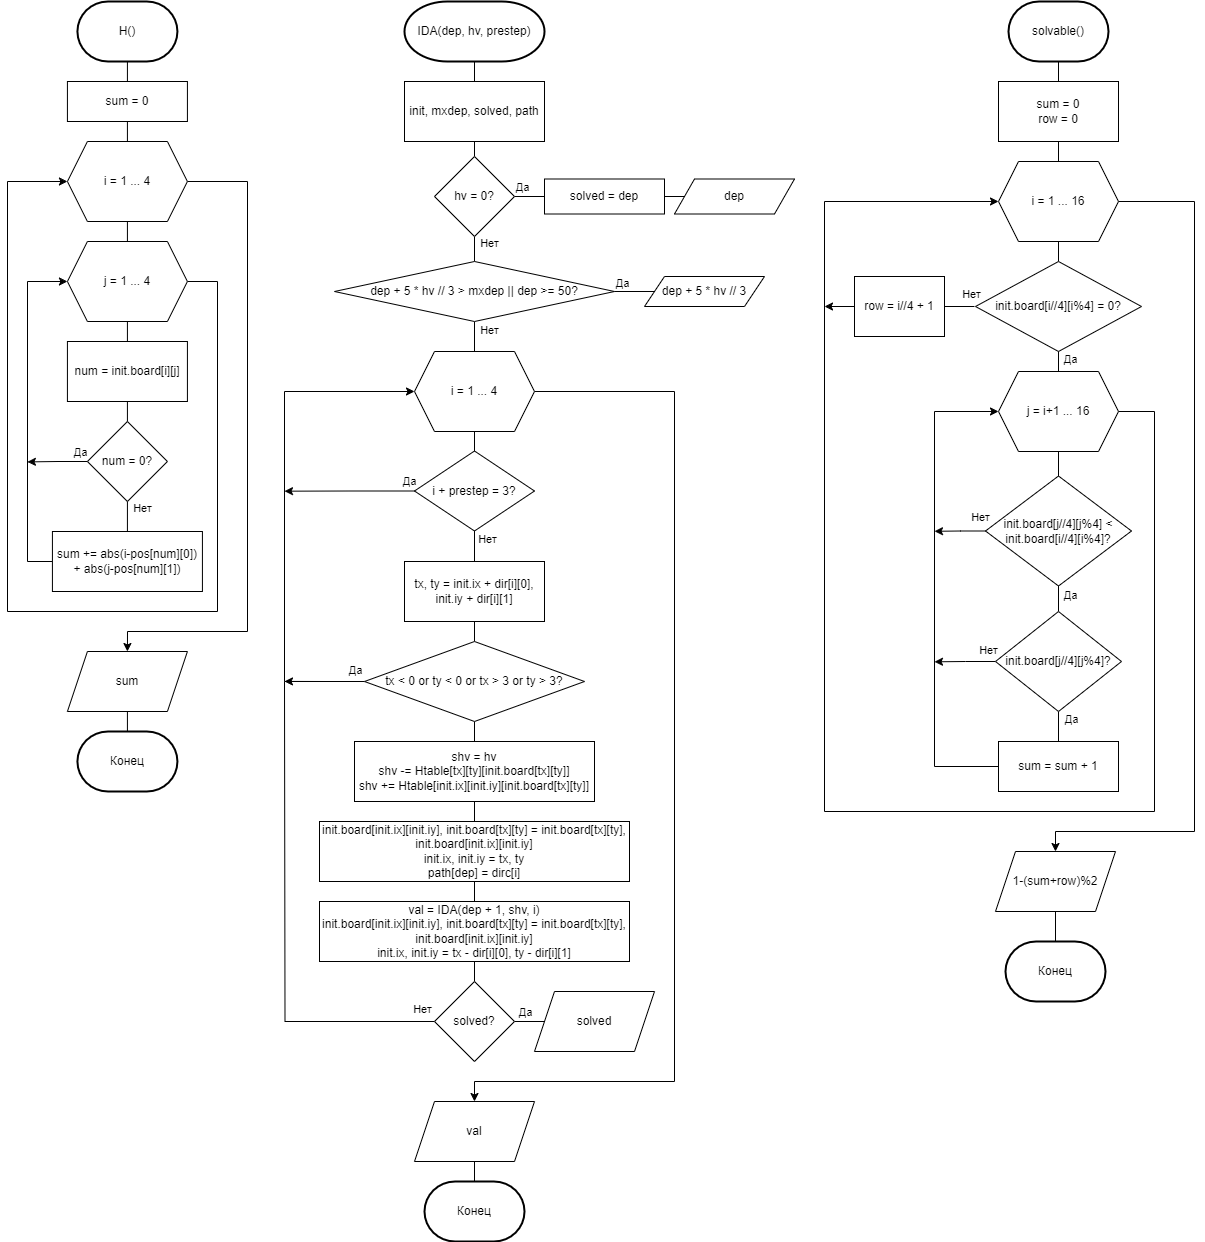 H()
sum = 0
i = 1 ... 4
j = 1 ... 4
num = init.board[i][j]
Да
num = 0?
Нет
sum += abs(i-pos[num][0])
+ abs(j-pos[num][1])
sum
Конец
IDA(dep, hv, prestep)
init, mxdep, solved, path
hv = 0?
Да
solved = dep
dep
Нет
dep + 5 * hv // 3 > mxdep || dep >= 50?
Да
dep + 5 * hv // 3
Нет
i = 1 ... 4
Да
i + prestep = 3?
Нет
tx, ty = init.ix + dir[i][0],
init.iy + dir[i][1]
Да
tx < 0 or ty < 0 or tx > 3 or ty > 3?
shv = hv
shv -= Htable[tx][ty][init.board[tx][ty]]
shv += Htable[init.ix][init.iy][init.board[tx][ty]]
init.board[init.ix][init.iy], init.board[tx][ty] = init.board[tx][ty],
init.board[init.ix][init.iy]
init.ix, init.iy = tx, ty
path[dep] = dirc[i]
val = IDA(dep + 1, shv, i)
init.board[init.ix][init.iy], init.board[tx][ty] = init.board[tx][ty],
init.board[init.ix][init.iy]
init.ix, init.iy = tx - dir[i][0], ty - dir[i][1]
Нет
solved?
Да
solved
val
Конец
solvable()
sum = 0
row = 0
i = 1 ... 16
row = i//4 + 1
Нет
init.board[i//4][i%4] = 0?
Да
j = i+1 ... 16
Нет
init.board[j//4][j%4] <
init.board[i//4][i%4]?
Да
Нет
init.board[j//4][j%4]?
Да
sum = sum + 1
1-(sum+row)%2
Конец